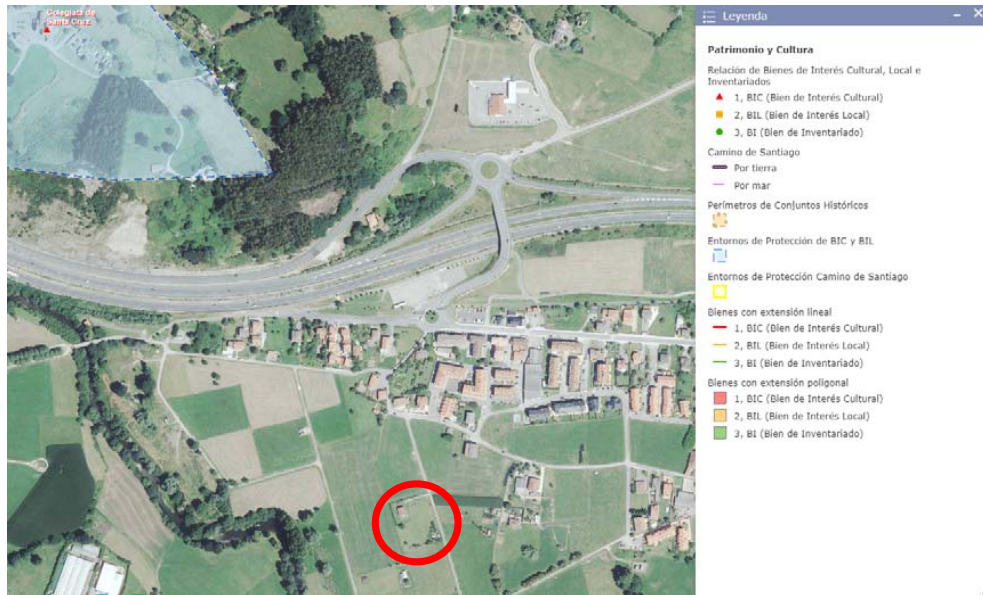 Colegiata de
Santa Cruz
Leyenda
Patrimonio y Cultura
Relación de Bienes de Interés Cultural, Local e
Inventariados
1, BIC (Bien de Interés Cultural)
2, BIL (Bien de Interés Local)
3, BI (Bien de Inventariado)
Camino de Santiago
Por tierra
Por mar
Perímetros de Conjuntos Históricos
Entornos de Protección de BIC y BIL
Entornos de Protección Camino de Santiago
Bienes con extensión lineal
1, BIC (Bien de Interés Cultural)
2, BIL (Bien de Interés Local)
3, BI (Bien de Inventariado)
Bienes con extensión poligonal
1, BIC (Bien de Interés Cultural)
2, BIL (Bien de Interés Local)
3, BI (Bien de Inventariado)